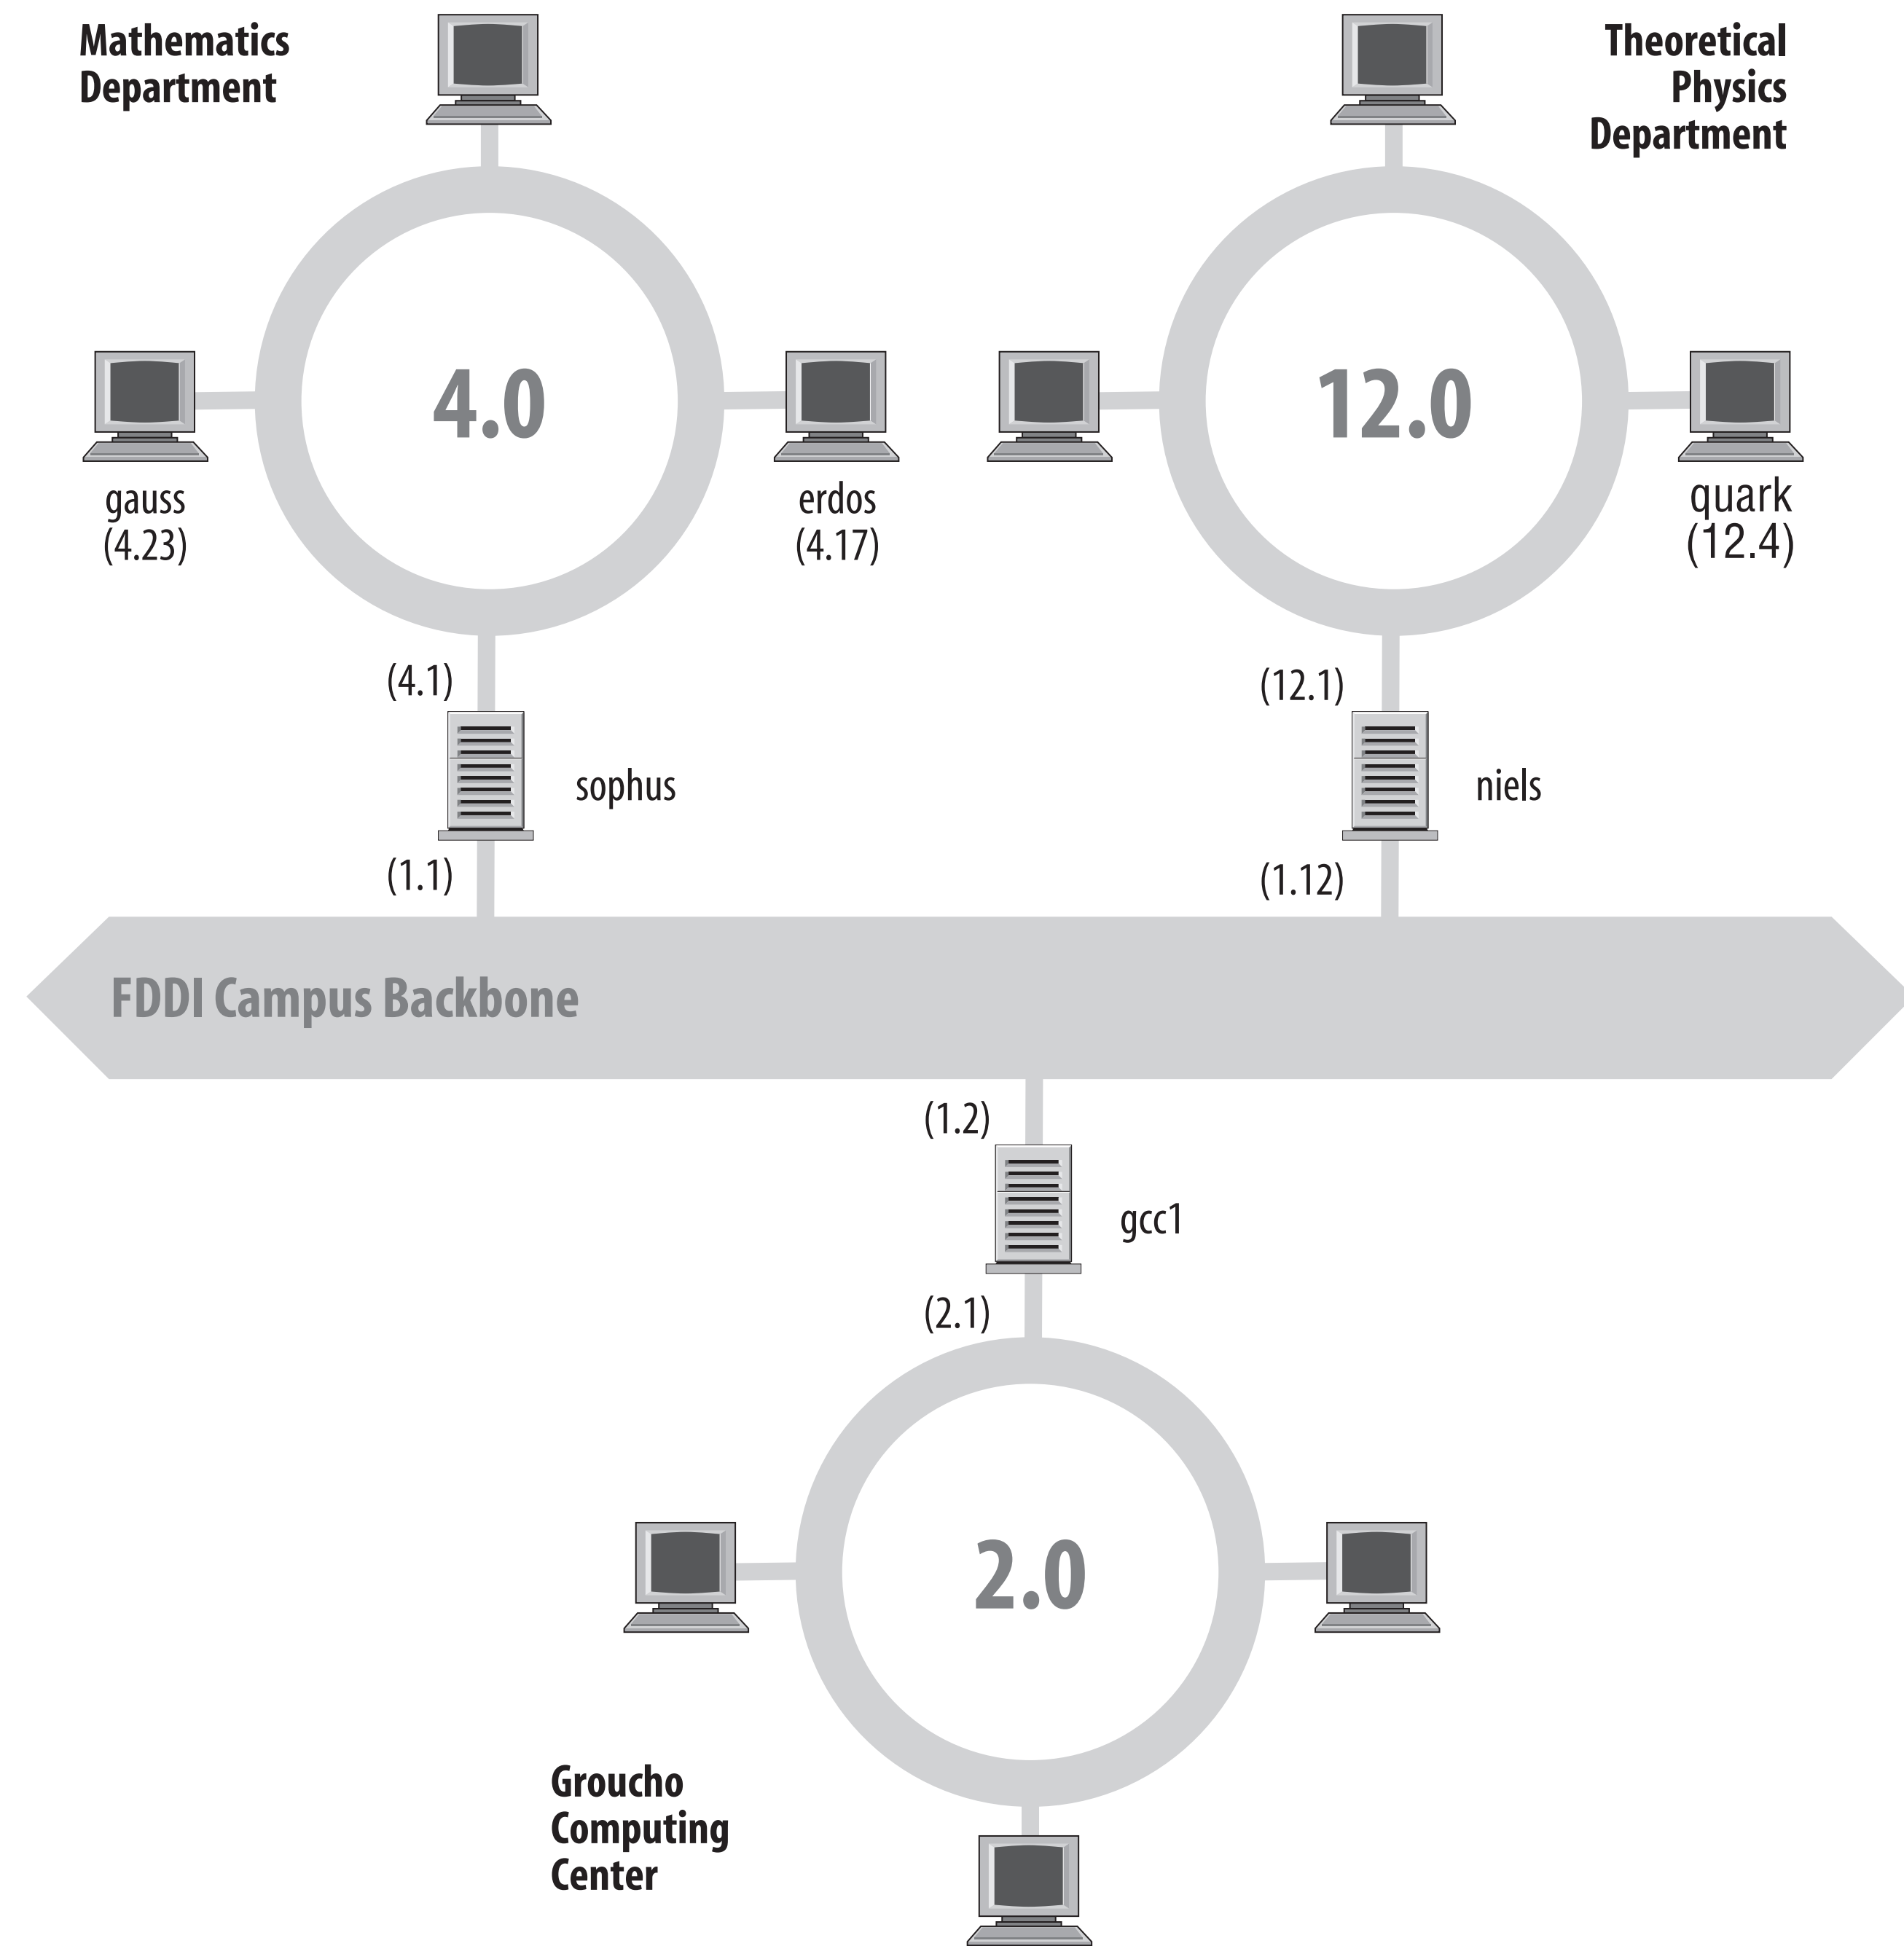 Mathematics
Department
Theoretical
Physics
Department
4.0
12.0
gauss
(4.23)
erdos
(4.17)
quark
(12.4)
(4.1)
(12.1)
sophus
niels
(1.1)
(1.12)
FDDI Campus Backbone
(1.2)
gcc1
(2.1)
2.0
Groucho
Computing
Center